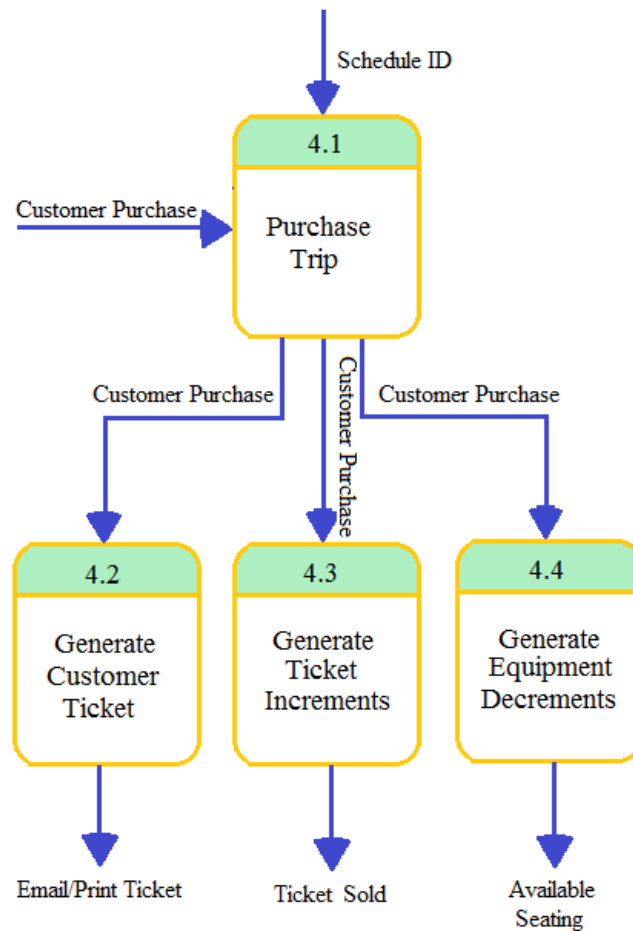 Schedule ID
4.1
Customer Purchase
Purchase
Trip
Customer Purchase
Customer Purchase
Customer Purchase
4.2
Generate
Customer
Ticket
4.3
Generate
Ticket
Increments
4.4
Generate
Equipment
Decrements
Email/Print Ticket
Ticket Sold
Available
Seating